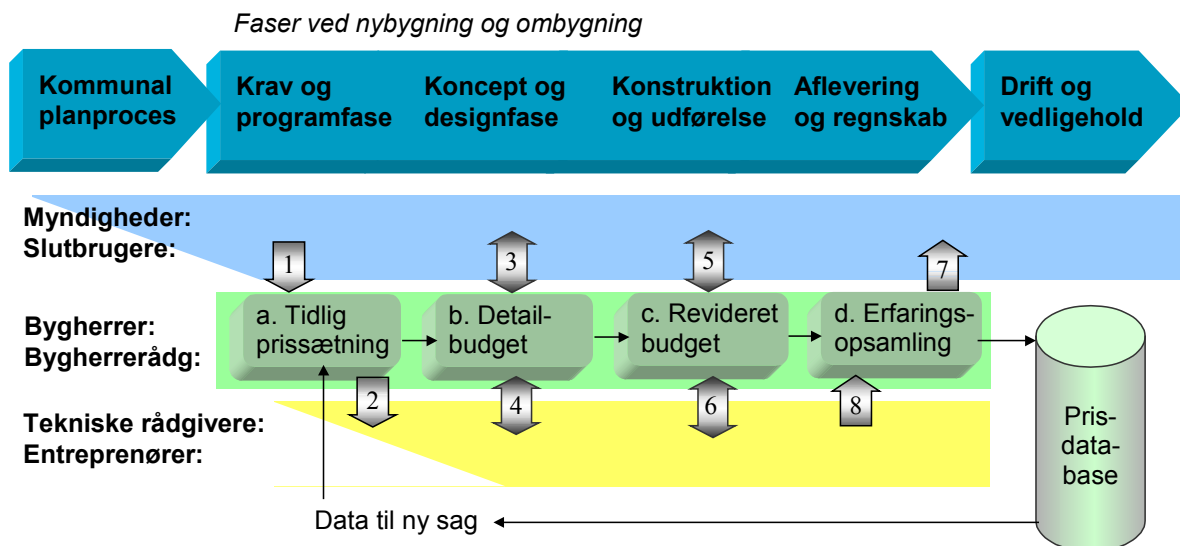 Faser ved nybygning og ombygning
Kommunal
planproces
Krav og
programfase
Koncept og
designfase
Konstruktion
og udførelse
Aflevering
og regnskab
Drift og
vedligehold
Myndigheder:
Slutbrugere:
1
3
5
7
Bygherrer:
Bygherrerådg:
a. Tidlig
prissætning
b. Detail-
budget
c. Revideret
budget
d. Erfarings-
opsamling
2
4
6
8
Tekniske rådgivere:
Entreprenører:
Pris-
data-
base
Data til ny sag